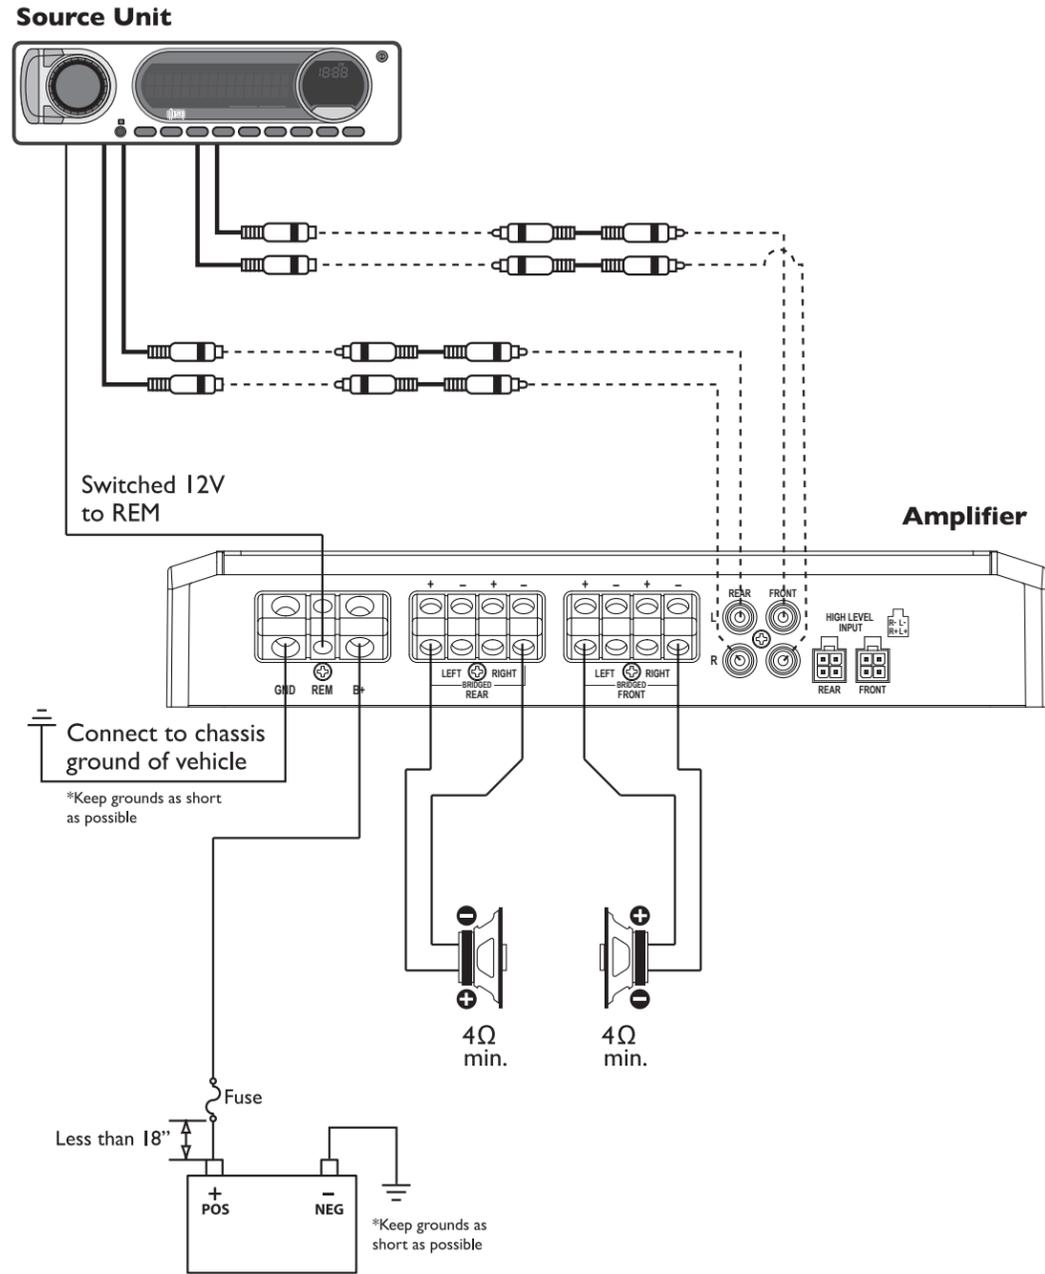 Source Unit
18:88
Switched 12V
to REM
Amplifier
+ – + –
+ – + –
REAR FRONT
L
R
HIGH LEVEL
INPUT
R- L-
R+L+
REAR FRONT
GND REM B+
LEFT RIGHT
BRIDGED
REAR
LEFT RIGHT
BRIDGED
FRONT
Connect to chassis
ground of vehicle
*Keep grounds as short
as possible
– +
+ –
4Ω
min.
4Ω
min.
Fuse
Less than 18”
+
POS
–
NEG
*Keep grounds as
short as possible